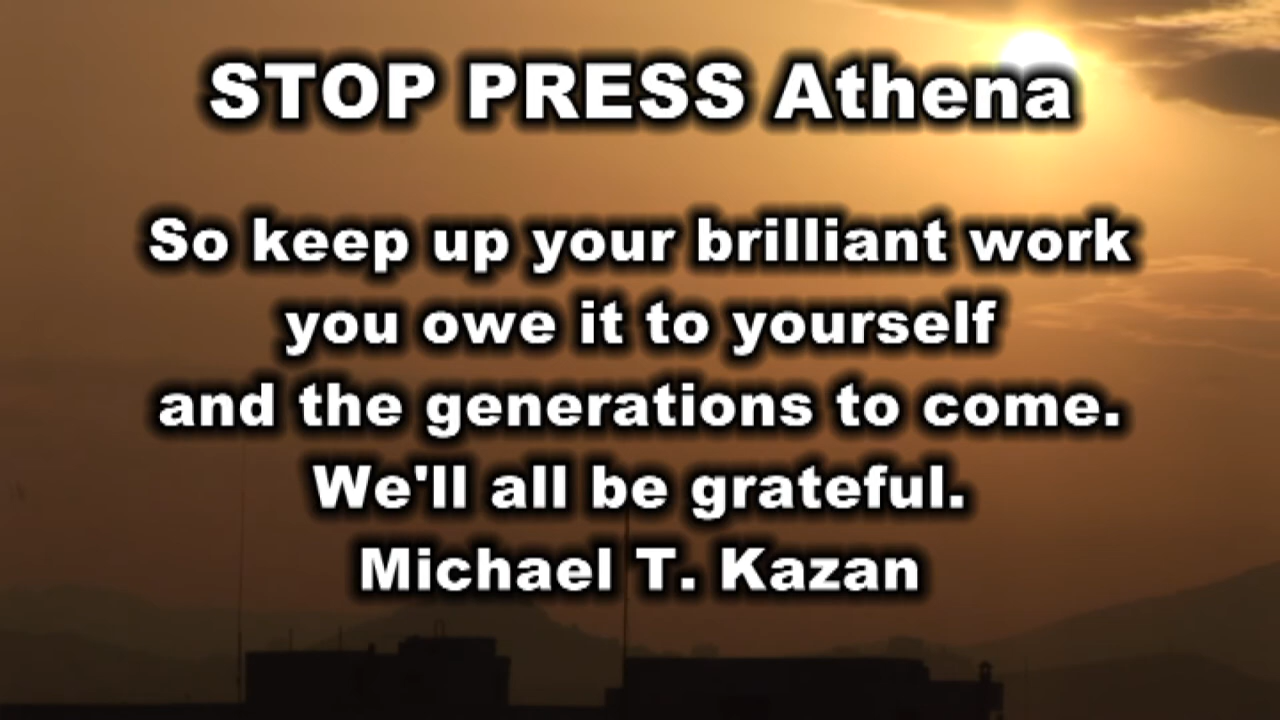 STOP PRESS Athena
So keep up your brilliant work
you owe it to yourself
and the generations to come.
We'll all be grateful.
Michael T. Kazan